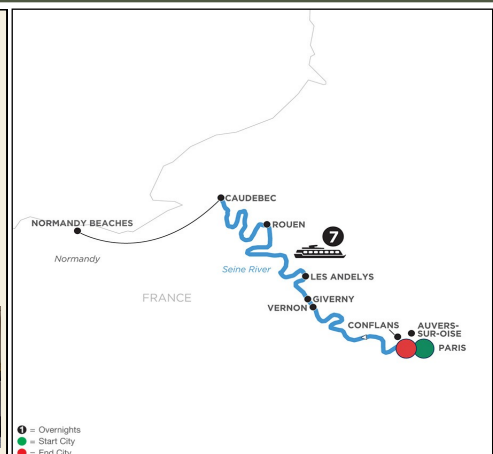 CAUDEBEC
NORMANDY BEACHES
ROUEN
7
Normandy
Seine River
LES ANDELYS
FRANCE
GIVERNY
VERNON
CONFLANS
AUVERS-
SUR-OISE
PARIS
1 = Overnights
= Start City
= End City